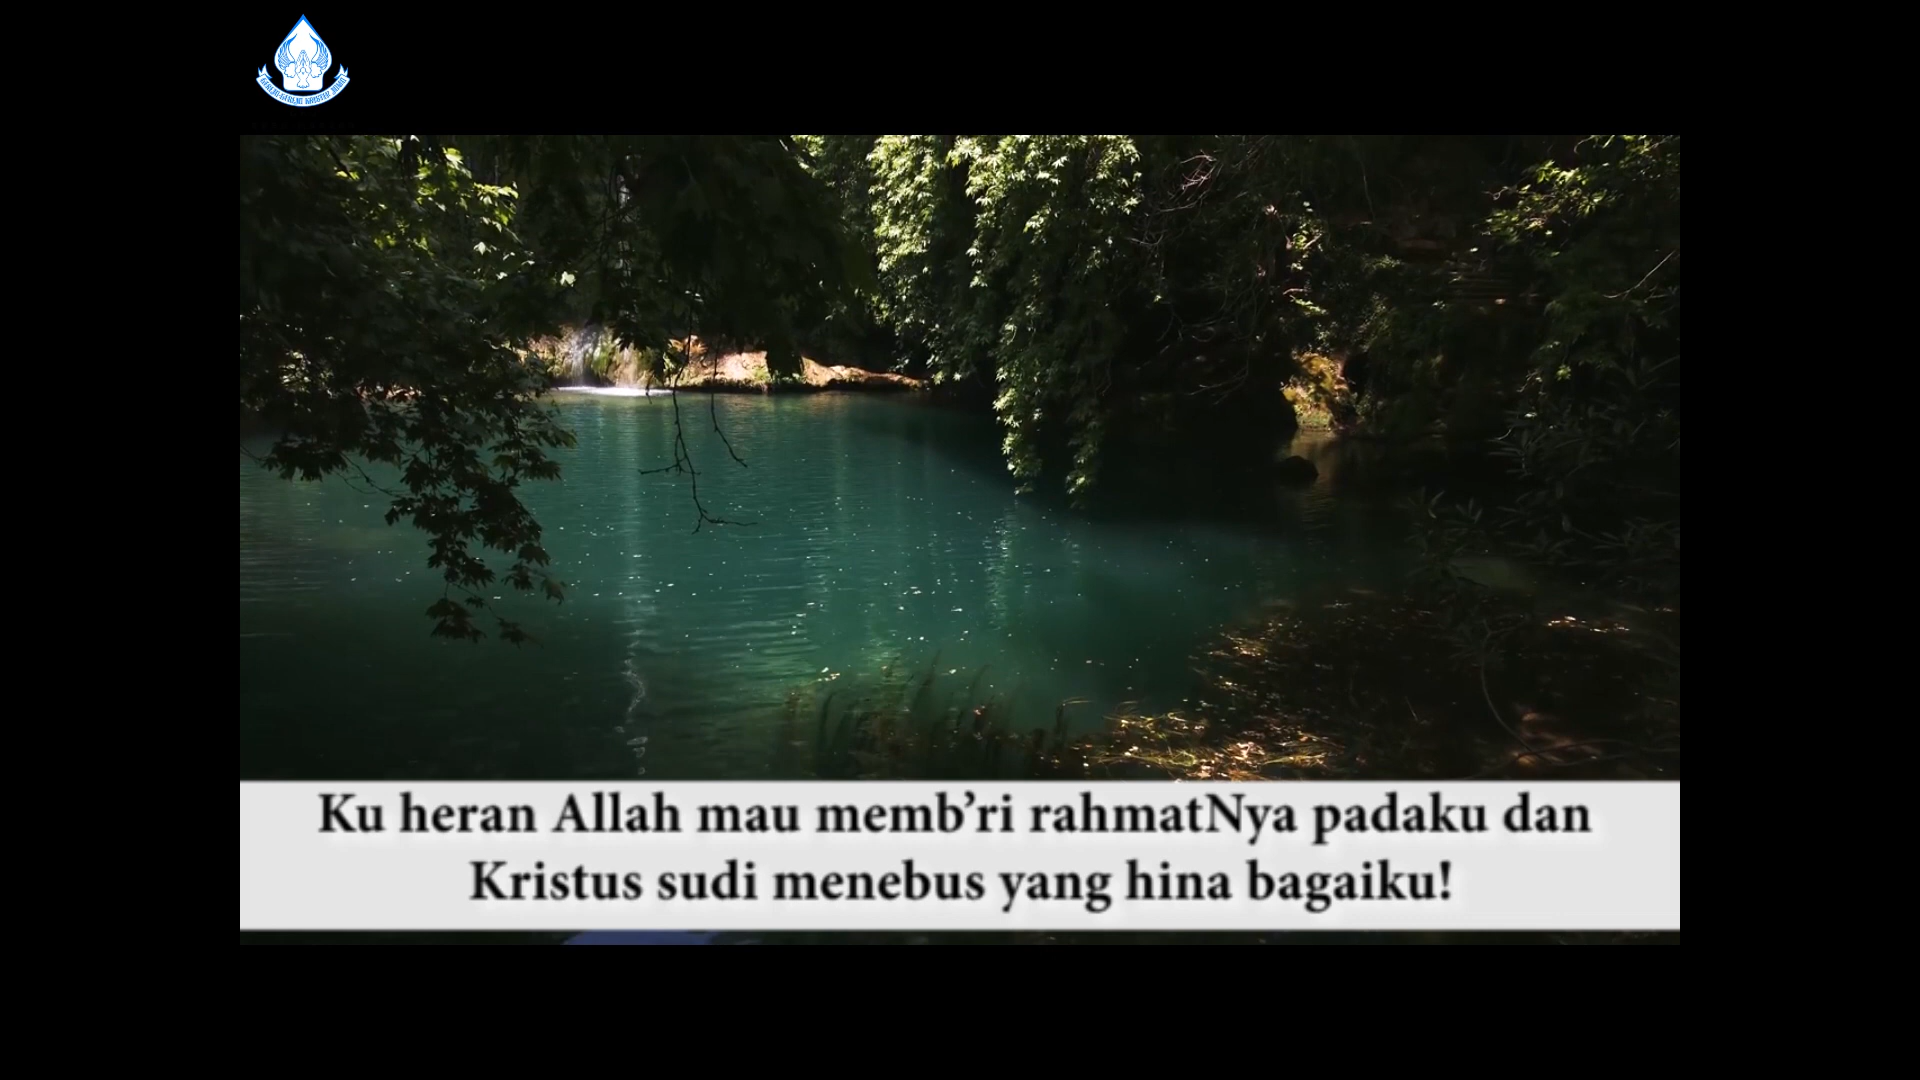 Ku heran Allah mau memb’ri rahmatNya padaku dan
Kristus sudi menebus yang hina bagaiku!